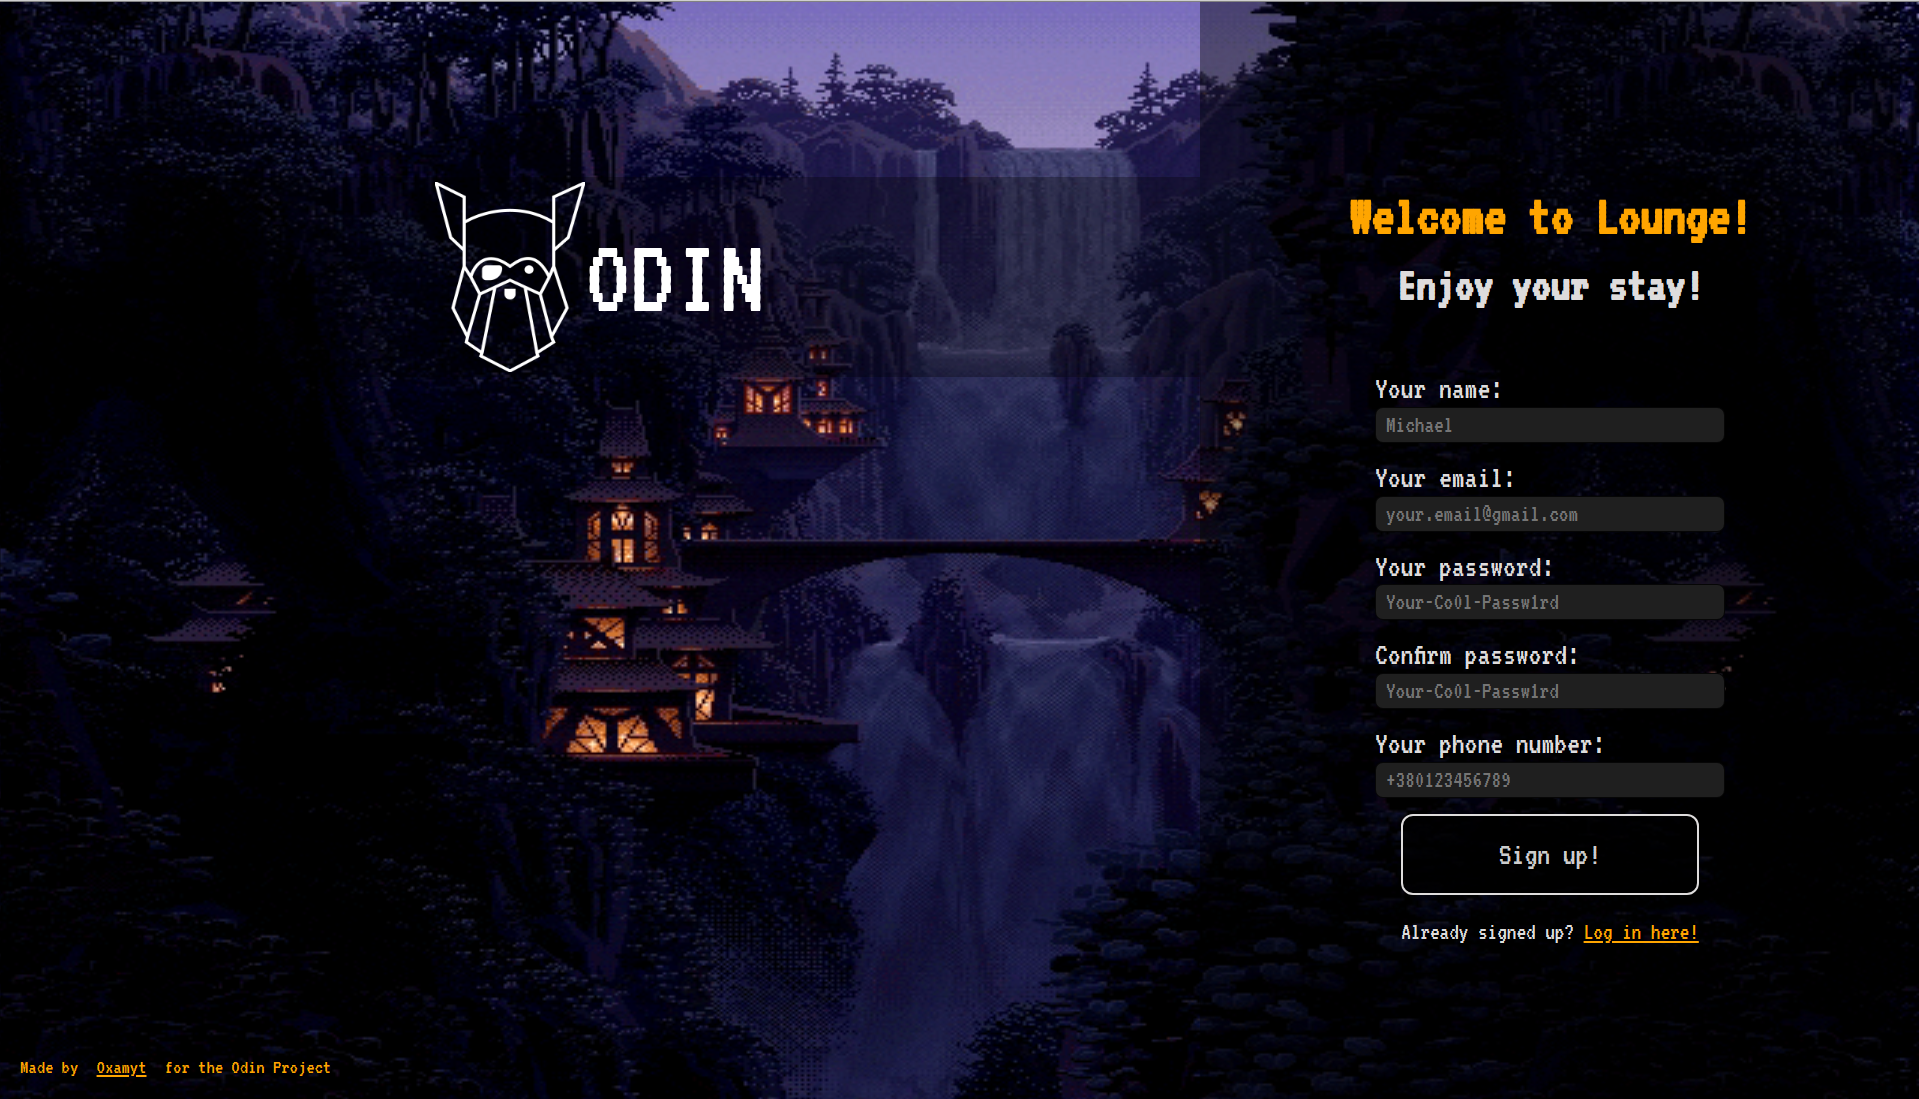 ODIN
Welcome to Lounge!
Enjoy your stay!
Your name:
Michael
Your email:
your.email@gmail.com
Your password:
Your-Co0l-Passw1rd
Confirm password:
Your-Co0l-Passw1rd
Your phone number:
+380123456789
Sign up!
Already signed up? Log in here!
Made by Oxamyt for the Odin Project